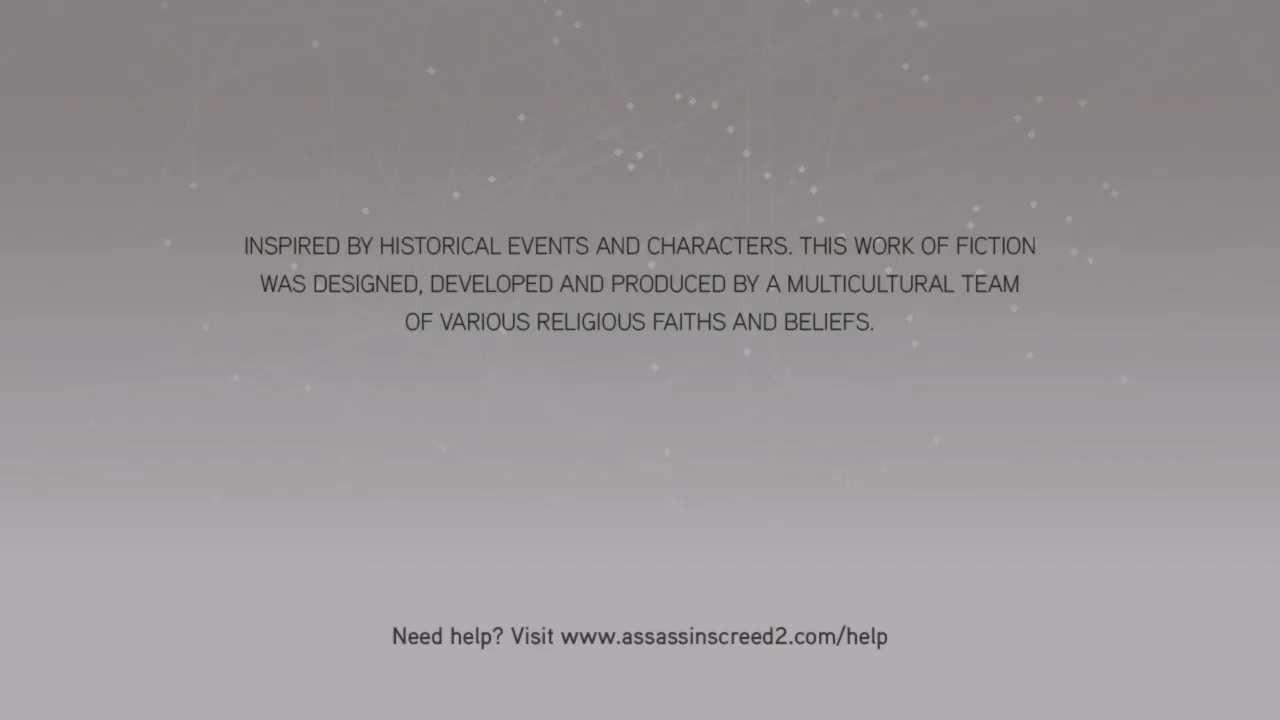 INSPIRED BY HISTORICAL EVENTS AND CHARACTERS. THIS WORK OF FICTION
WAS DESIGNED, DEVELOPED AND PRODUCED BY A MULTICULTURAL TEAM
OF VARIOUS RELIGIOUS FAITHS AND BELIEFS.
Need help? Visit www.assassinscreed2.com/help